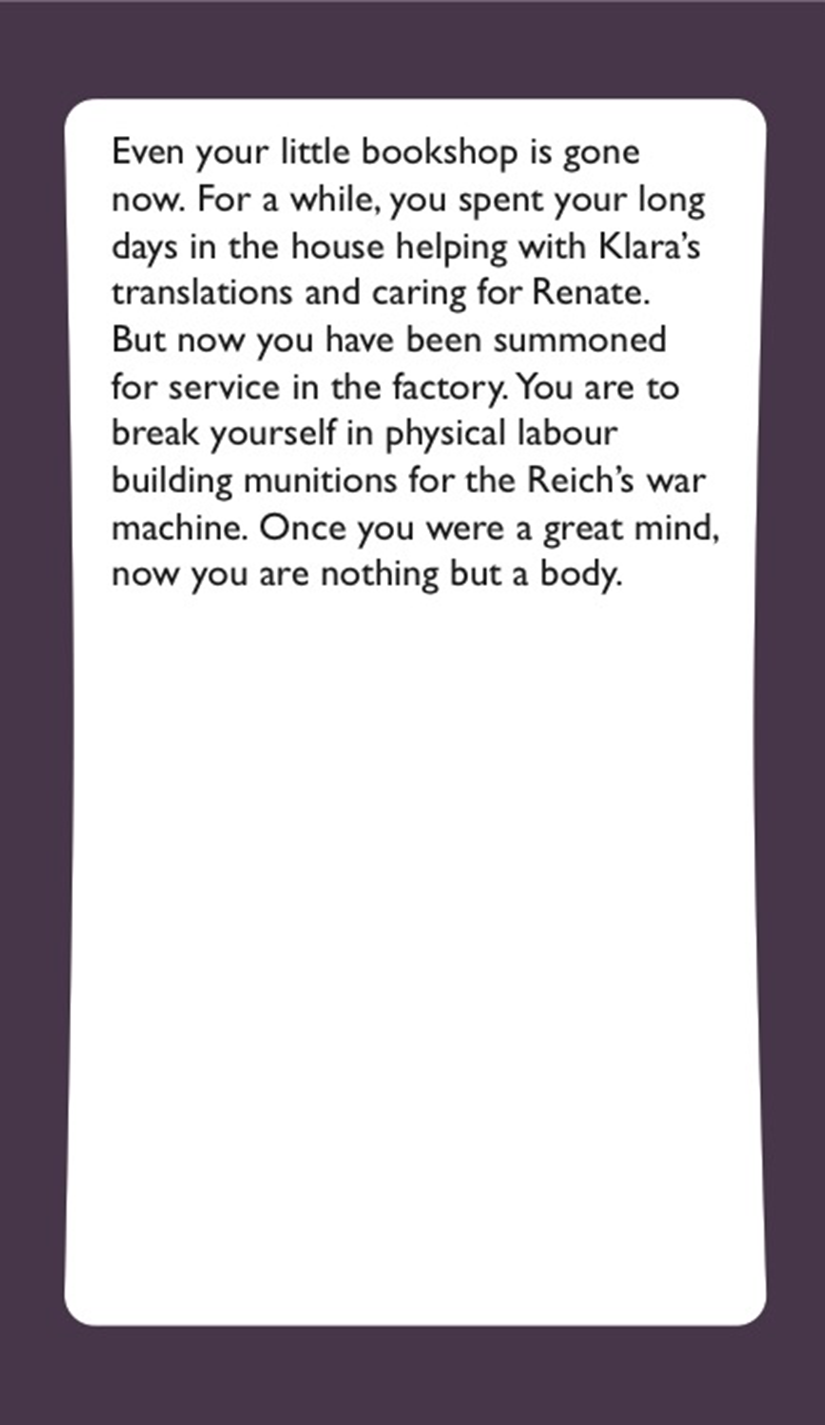 Even your little bookshop is gone
now. For a while, you spent your long
days in the house helping with Klara’s
translations and caring for Renate.
But now you have been summoned
for service in the factory. You are to
break yourself in physical labour
building munitions for the Reich’s war
machine. Once you were a great mind,
now you are nothing but a body.